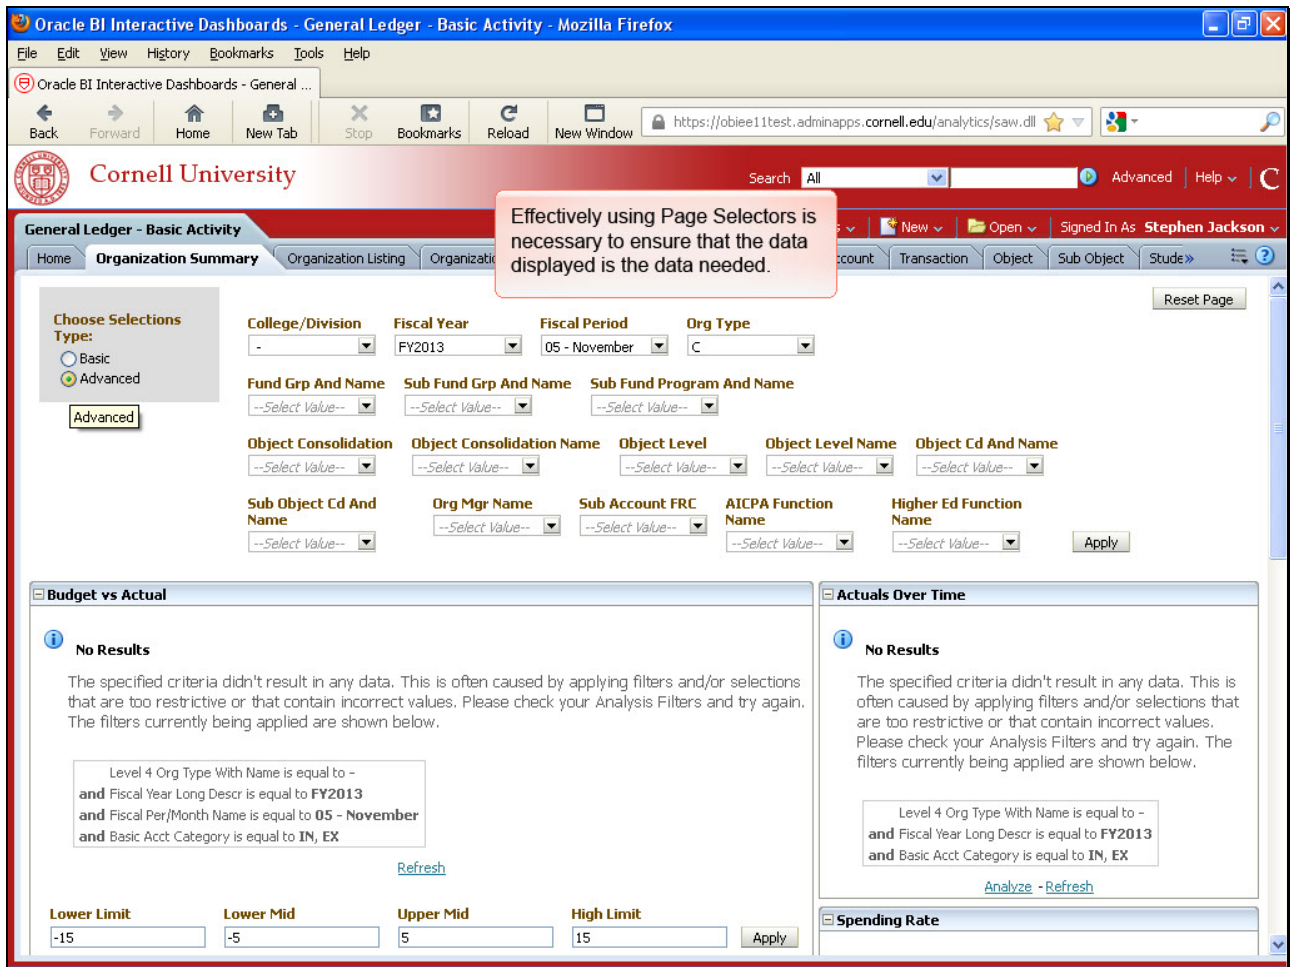 Oracle BI Interactive Dashboards - General Ledger - Basic Activity - Mozilla Firefox
File Edit View History Bookmarks Tools Help
Oracle BI Interactive Dashboards - General ...
Back Forward Home New Tab Stop Bookmarks Reload New Window https://obiee11test.adminapps.cornell.edu/analytics/saw.dll
Cornell University
Search All Advanced Help C
Effectively using Page Selectors is
necessary to ensure that the data
displayed is the data needed.
General Ledger - Basic Activity
New Open Signed In As Stephen Jackson
Home Organization Summary Organization Listing Transaction Object Sub Object
Reset Page
Choose Selections
Type:
Basic
Advanced
Advanced
College/Division Fiscal Year Fiscal Period Org Type
- FY2013 05 - November C
Fund Grp And Name Sub Fund Grp And Name Sub Fund Program And Name
--Select Value-- --Select Value-- --Select Value--
Object Consolidation Object Consolidation Name Object Level Object Level Name Object Cd And Name
--Select Value-- --Select Value-- --Select Value-- --Select Value-- --Select Value--
Sub Object Cd And
Name
Org Mgr Name Sub Account FRC AICPA Function
Name
Higher Ed Function
Name
--Select Value-- --Select Value-- --Select Value-- --Select Value-- --Select Value-- Apply
Budget vs Actual
No Results
The specified criteria didn't result in any data. This is often caused by applying filters and/or selections
that are too restrictive or that contain incorrect values. Please check your Analysis Filters and try again.
The filters currently being applied are shown below.
Level 4 Org Type With Name is equal to -
and Fiscal Year Long Descr is equal to FY2013
and Fiscal Per/Month Name is equal to 05 - November
and Basic Acct Category is equal to IN, EX
Refresh
Lower Limit Lower Mid Upper Mid High Limit
-15 -5 5 15 Apply
Actuals Over Time
No Results
The specified criteria didn't result in any data. This is
often caused by applying filters and/or selections that
are too restrictive or that contain incorrect values.
Please check your Analysis Filters and try again. The
filters currently being applied are shown below.
Level 4 Org Type With Name is equal to -
and Fiscal Year Long Descr is equal to FY2013
and Basic Acct Category is equal to IN, EX
Analyze - Refresh
Spending Rate